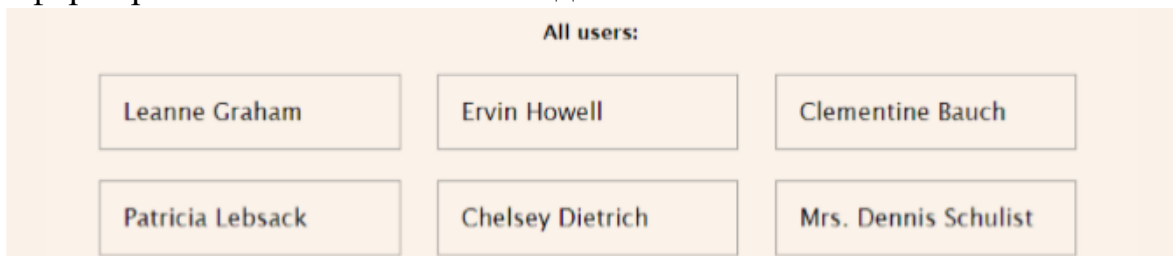 All users:
Leanne Graham Ervin Howell Clementine Bauch
Patricia Lebsack Chelsey Dietrich Mrs. Dennis Schulist